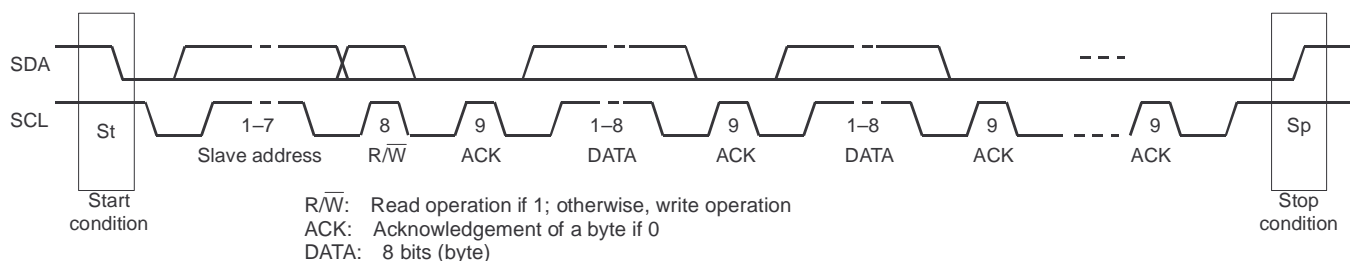 SDA
SCL
St
1–7
8
9
1–8
9
1–8
9
9
Sp
Slave address
R/W̅
ACK
DATA
ACK
DATA
ACK
ACK
Start
condition
Stop
condition
R/W̅: Read operation if 1; otherwise, write operation
ACK: Acknowledgement of a byte if 0
DATA: 8 bits (byte)